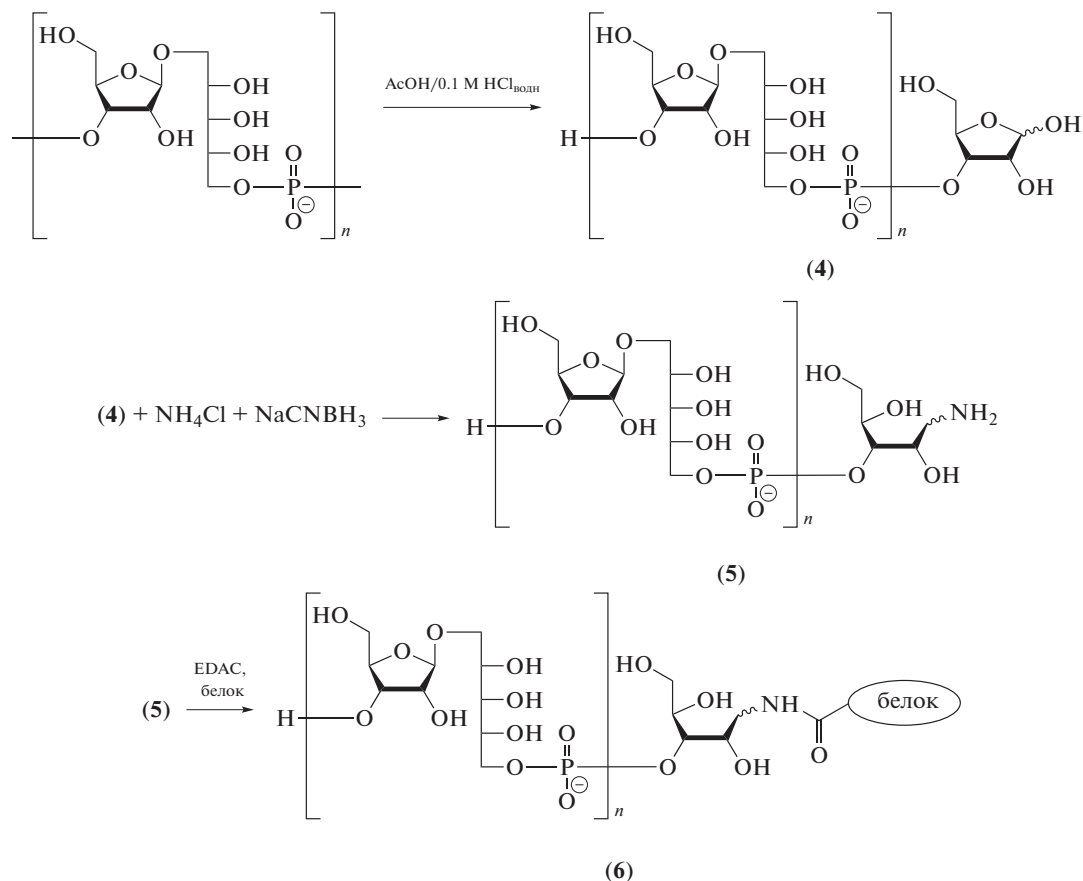 HO
O
O
OH
OH
OH
O
OH
O
O
P
O⊖
n
AcOH/0.1 M HClводн
HO
O
O
OH
OH
OH
H
O
OH
O
O
P
O⊖
n
HO
O
OH
O
OH
(4)
(4) + NH4Cl + NaCNBH3
HO
O
O
OH
OH
OH
H
O
OH
O
O
P
O⊖
n
HO
OH
NH2
O
OH
(5)
(5)
EDAC,
белок
HO
O
O
OH
OH
OH
H
O
OH
O
O
P
O⊖
n
HO
OH
NH
белок
O
O
OH
(6)